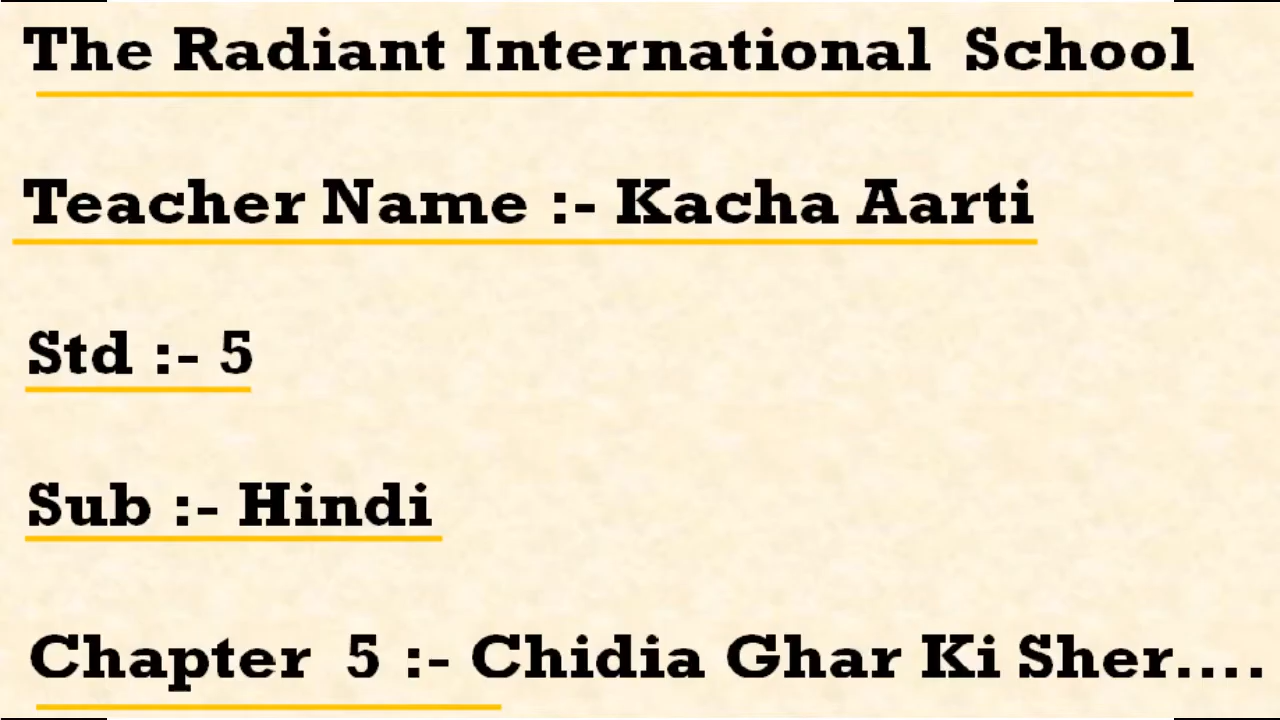 The Radiant International School
Teacher Name :- Kacha Aarti
Std :- 5
Sub :- Hindi
Chapter 5 :- Chidia Ghar Ki Sher....